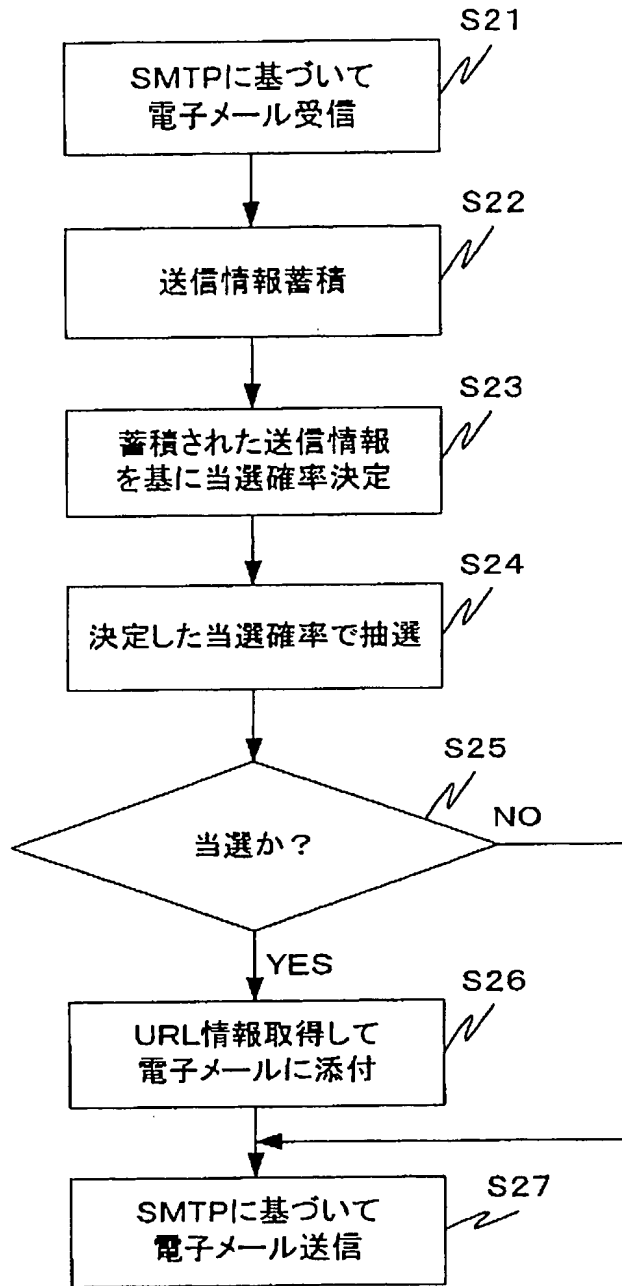 S21
SMTPに基づいて
電子メール受信
S22
送信情報蓄積
S23
蓄積された送信情報
を基に当選確率決定
S24
決定した当選確率で抽選
S25
当選か？
NO
YES
S26
URL情報取得して
電子メールに添付
S27
SMTPに基づいて
電子メール送信